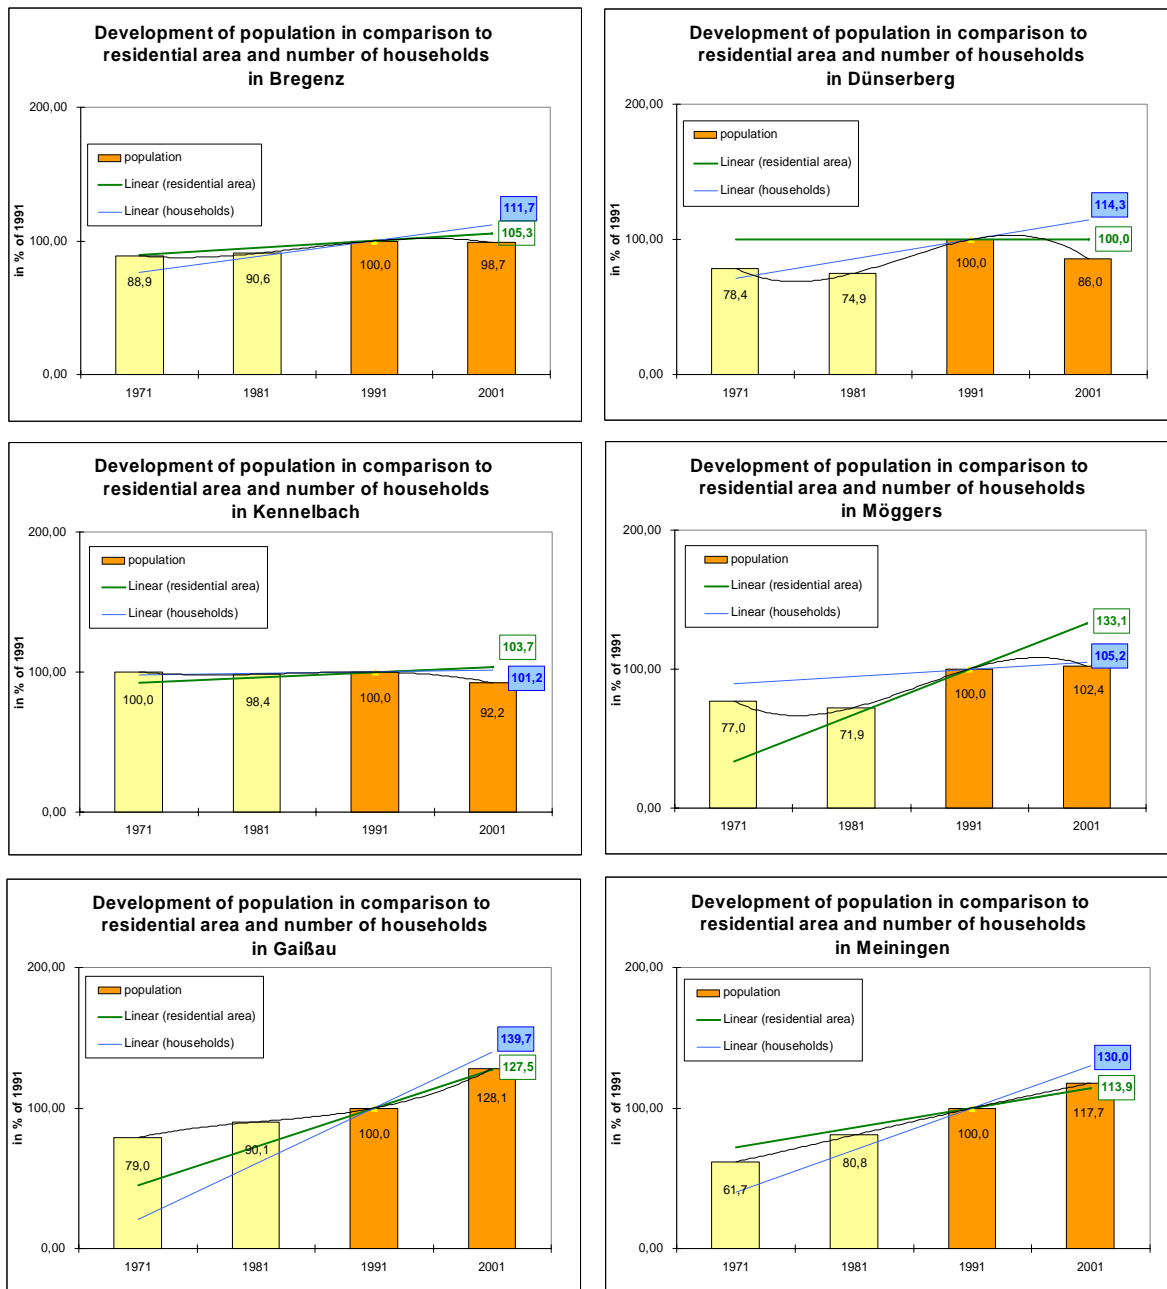 Development of population in comparison to
residential area and number of households
in Bregenz
200,00
100,00
0,00
in % of 1991
population
Linear (residential area)
Linear (households)
111,7
105,3
88,9
90,6
100,0
98,7
1971
1981
1991
2001
Development of population in comparison to
residential area and number of households
in Dünserberg
200,00
100,00
0,00
in % of 1991
population
Linear (residential area)
Linear (households)
114,3
100,0
78,4
74,9
100,0
86,0
1971
1981
1991
2001
Development of population in comparison to
residential area and number of households
in Kennelbach
200,00
100,00
0,00
in % of 1991
population
Linear (residential area)
Linear (households)
103,7
101,2
100,0
98,4
100,0
92,2
1971
1981
1991
2001
Development of population in comparison to
residential area and number of households
in Möggers
200,00
100,00
0,00
in % of 1991
population
Linear (residential area)
Linear (households)
133,1
105,2
77,0
71,9
100,0
102,4
1971
1981
1991
2001
Development of population in comparison to
residential area and number of households
in Gaißau
200,00
100,00
0,00
in % of 1991
population
Linear (residential area)
Linear (households)
139,7
127,5
79,0
90,1
100,0
128,1
1971
1981
1991
2001
Development of population in comparison to
residential area and number of households
in Meiningen
200,00
100,00
0,00
in % of 1991
population
Linear (residential area)
Linear (households)
130,0
113,9
61,7
80,8
100,0
117,7
1971
1981
1991
2001